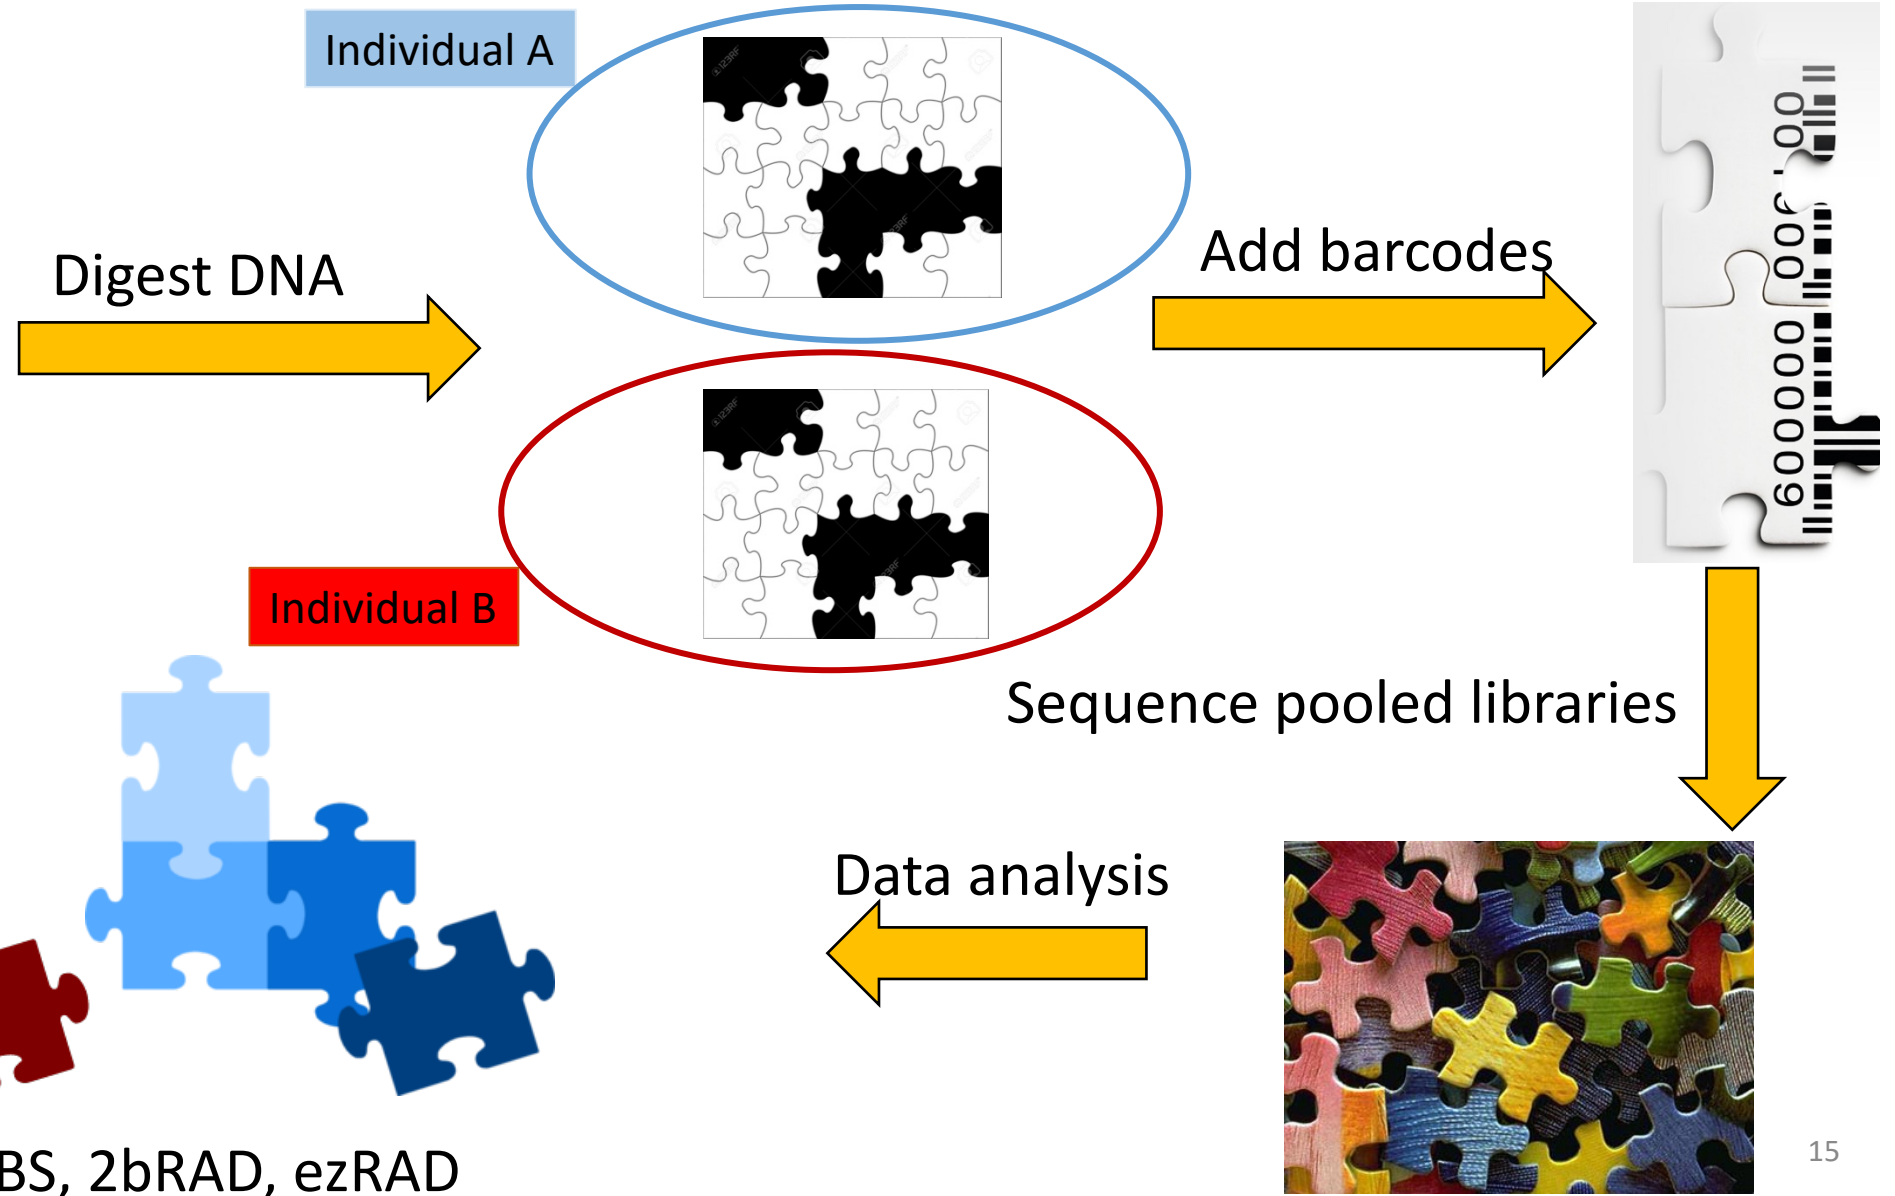 Individual A
Digest DNA
Add barcodes
Individual B
Sequence pooled libraries
Data analysis
BS, 2bRAD, ezRAD
15